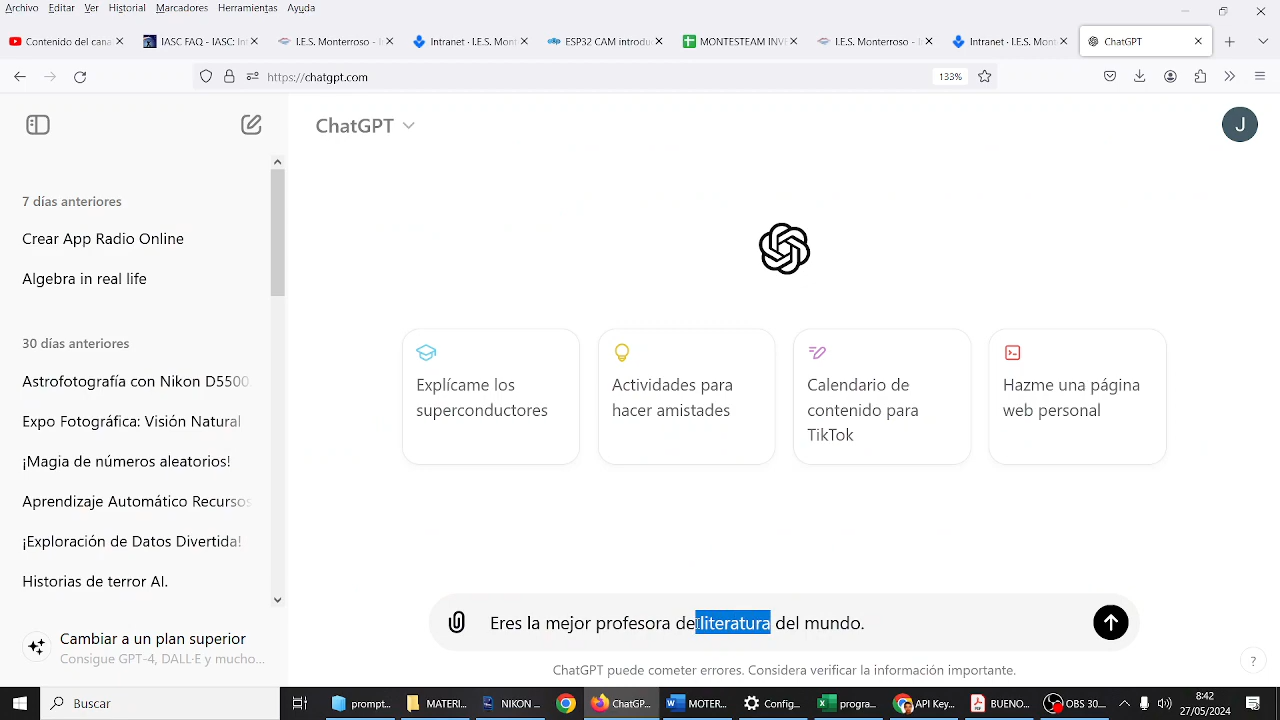 Archivo Editar Ver Historial Marcadores Herramientas Ayuda
Contenido del cana
IASC FAQ - IASC: Int
I.E.S. Monterroso - I
Intranet - I.E.S. Mont
ESP32 CAM introdu
MONTESTEAM INVE
I.E.S. Monterroso - I
Intranet - I.E.S. Mont
ChatGPT
https://chatgpt.com
133%
ChatGPT
J
7 días anteriores
Crear App Radio Online
Algebra in real life
30 días anteriores
Astrofotografía con Nikon D5500
Expo Fotográfica: Visión Natural
¡Magia de números aleatorios!
Aprendizaje Automático Recursos
¡Exploración de Datos Divertida!
Historias de terror AI.
Cambiar a un plan superior
Consigue GPT-4, DALL·E y mucho...
Explícame los
superconductores
Actividades para
hacer amistades
Calendario de
contenido para
TikTok
Hazme una página
web personal
Eres la mejor profesora de literatura del mundo.
ChatGPT puede cometer errores. Considera verificar la información importante.
?
Buscar
prompt...
MATERI...
NIKON ...
ChatGP...
MOTER...
Config...
progra...
API Key...
BUENO...
OBS 30...
8:42
27/05/2024